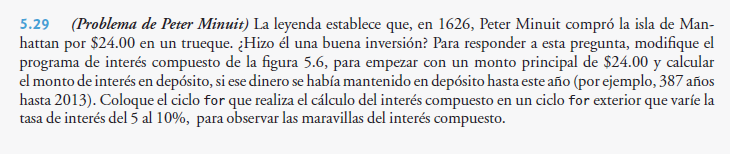 5.29 (Problema de Peter Minuit) La leyenda establece que, en 1626, Peter Minuit compró la isla de Man-
hattan por $24.00 en un trueque. ¿Hizo él una buena inversión? Para responder a esta pregunta, modifique el
programa de interés compuesto de la figura 5.6, para empezar con un monto principal de $24.00 y calcular
el monto de interés en depósito, si ese dinero se había mantenido en depósito hasta este año (por ejemplo, 387 años
hasta 2013). Coloque el ciclo for que realiza el cálculo del interés compuesto en un ciclo for exterior que varíe la
tasa de interés del 5 al 10%, para observar las maravillas del interés compuesto.